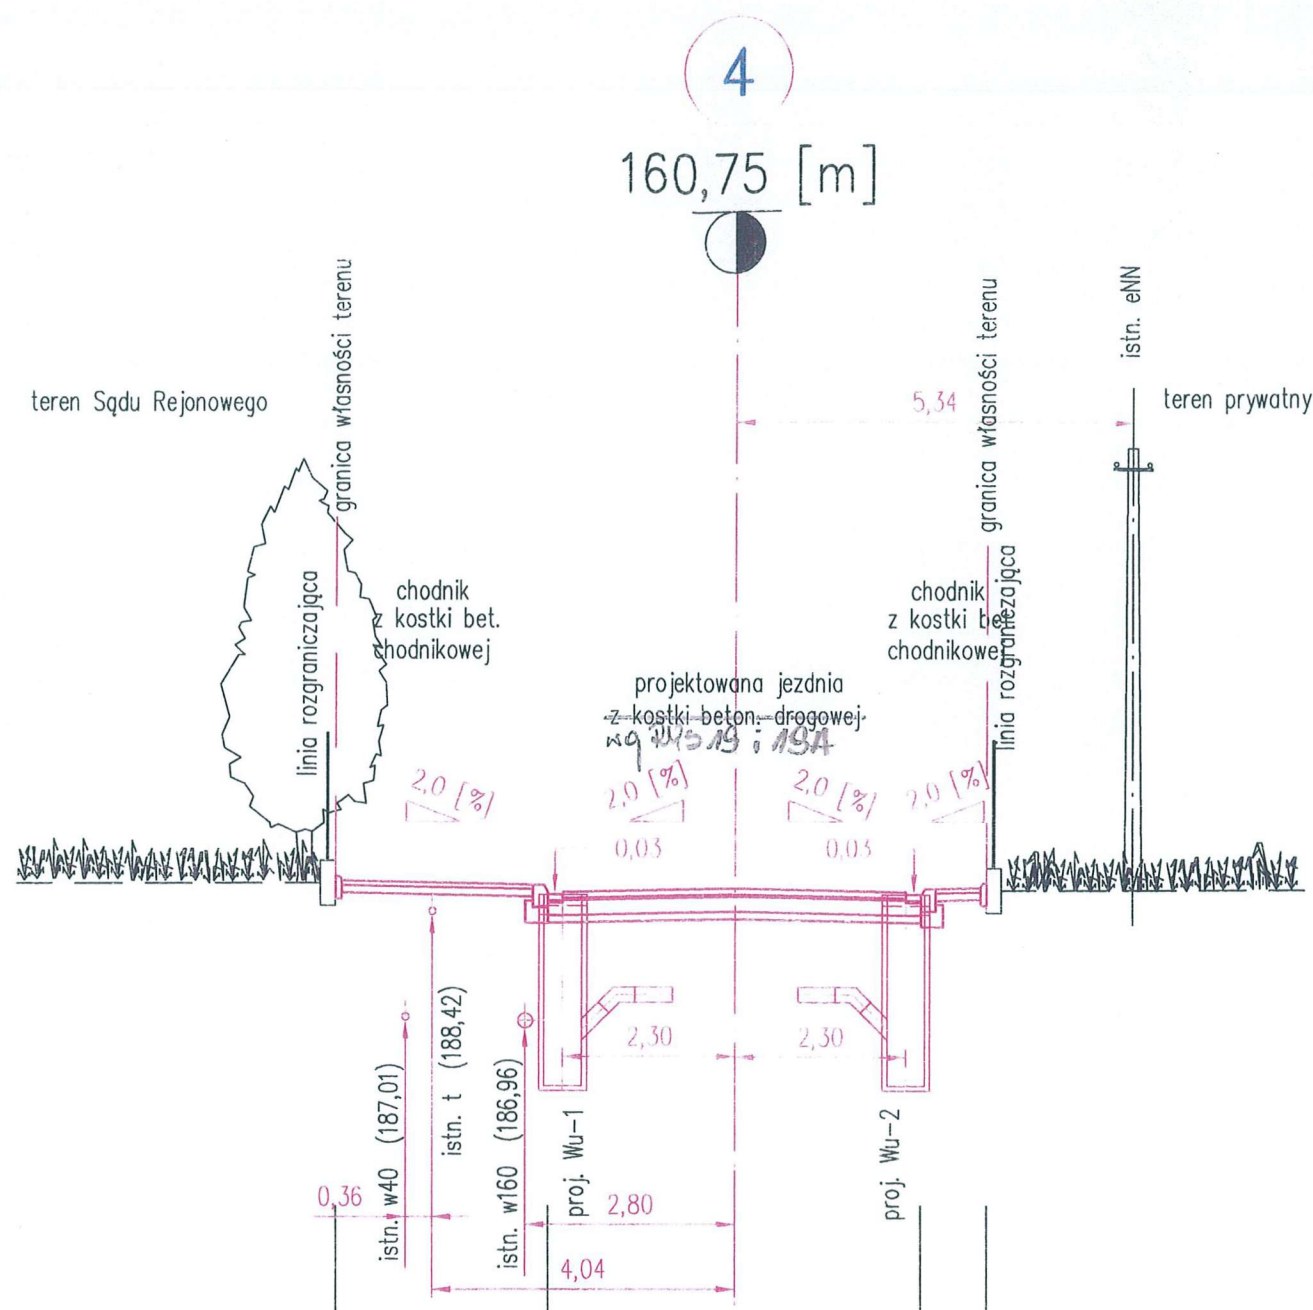 4
160,75 [m]
granica własności terenu
granica własności terenu
istn. eNN
teren Sądu Rejonowego
5,34
teren prywatny
linia rozgraniczająca
chodnik
z kostki bet.
chodnikowej
chodnik
z kostki bet.
chodnikowej
linia rozgraniczająca
projektowana jezdnia
z kostki beton. drogowej
wg 19 i 19A
2,0 [%]
2,0 [%]
2,0 [%]
2,0 [%]
0,03
0,03
2,30
2,30
istn. w40 (187,01)
istn. t (188,42)
istn. w160 (186,96)
proj. Wu-1
proj. Wu-2
0,36
2,80
4,04